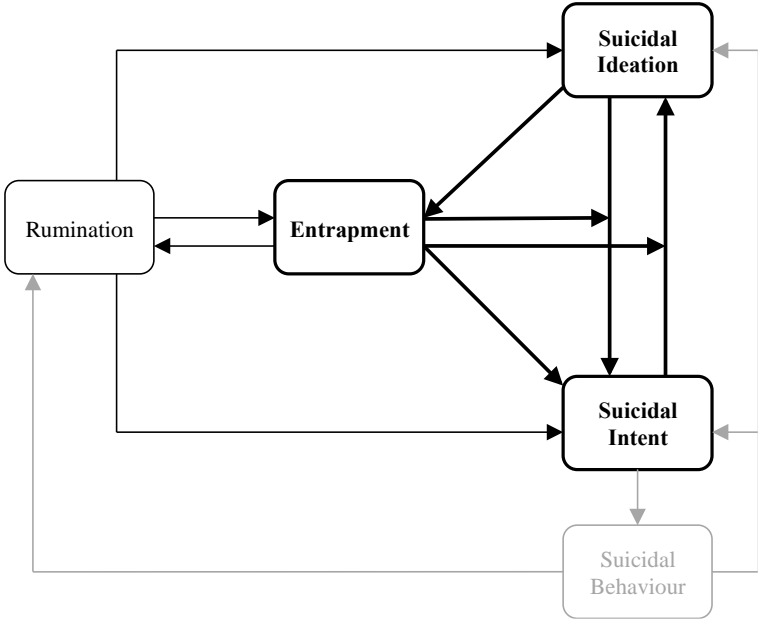 Suicidal
Ideation
Rumination
Entrapment
Suicidal
Intent
Suicidal
Behaviour